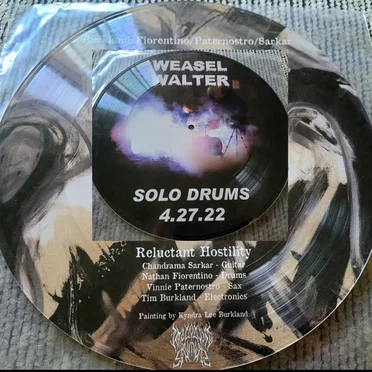 Fiorentino/Paternostro/Sarkar
WEASEL
WALTER
SOLO DRUMS
4.27.22
Reluctant Hostility
Chandrama Sarkar - Guitar
Nathan Fiorentino - Drums
Vinnie Paternostro - Sax
Tim Burkland - Electronics
Painting by Kyndra Lee Burkland